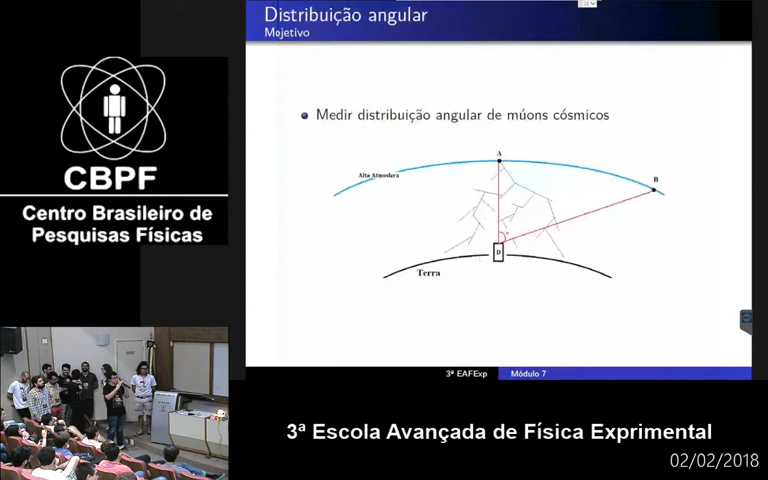 Distribuição angular
Mojetivo
Medir distribuição angular de múons cósmicos
A
Alta Atmosfera
B
D
Terra
3ª EAFExp
Módulo 7
CBPF
Centro Brasileiro de
Pesquisas Físicas
3ª Escola Avançada de Física Exprimental
02/02/2018